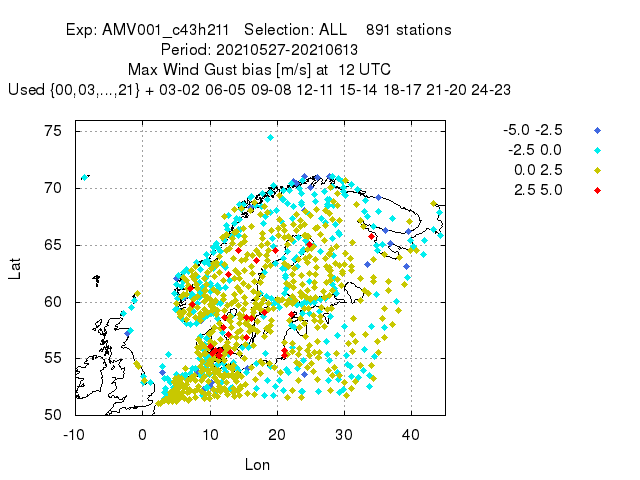 Exp: AMV001_c43h211   Selection: ALL    891 stations
Period: 20210527-20210613
Max Wind Gust bias [m/s] at  12 UTC
Used {00,03,...,21} + 03-02 06-05 09-08 12-11 15-14 18-17 21-20 24-23
-5.0 -2.5
-2.5 0.0
0.0 2.5
2.5 5.0
75
70
65
60
55
50
Lat
-10 0 10 20 30 40
Lon